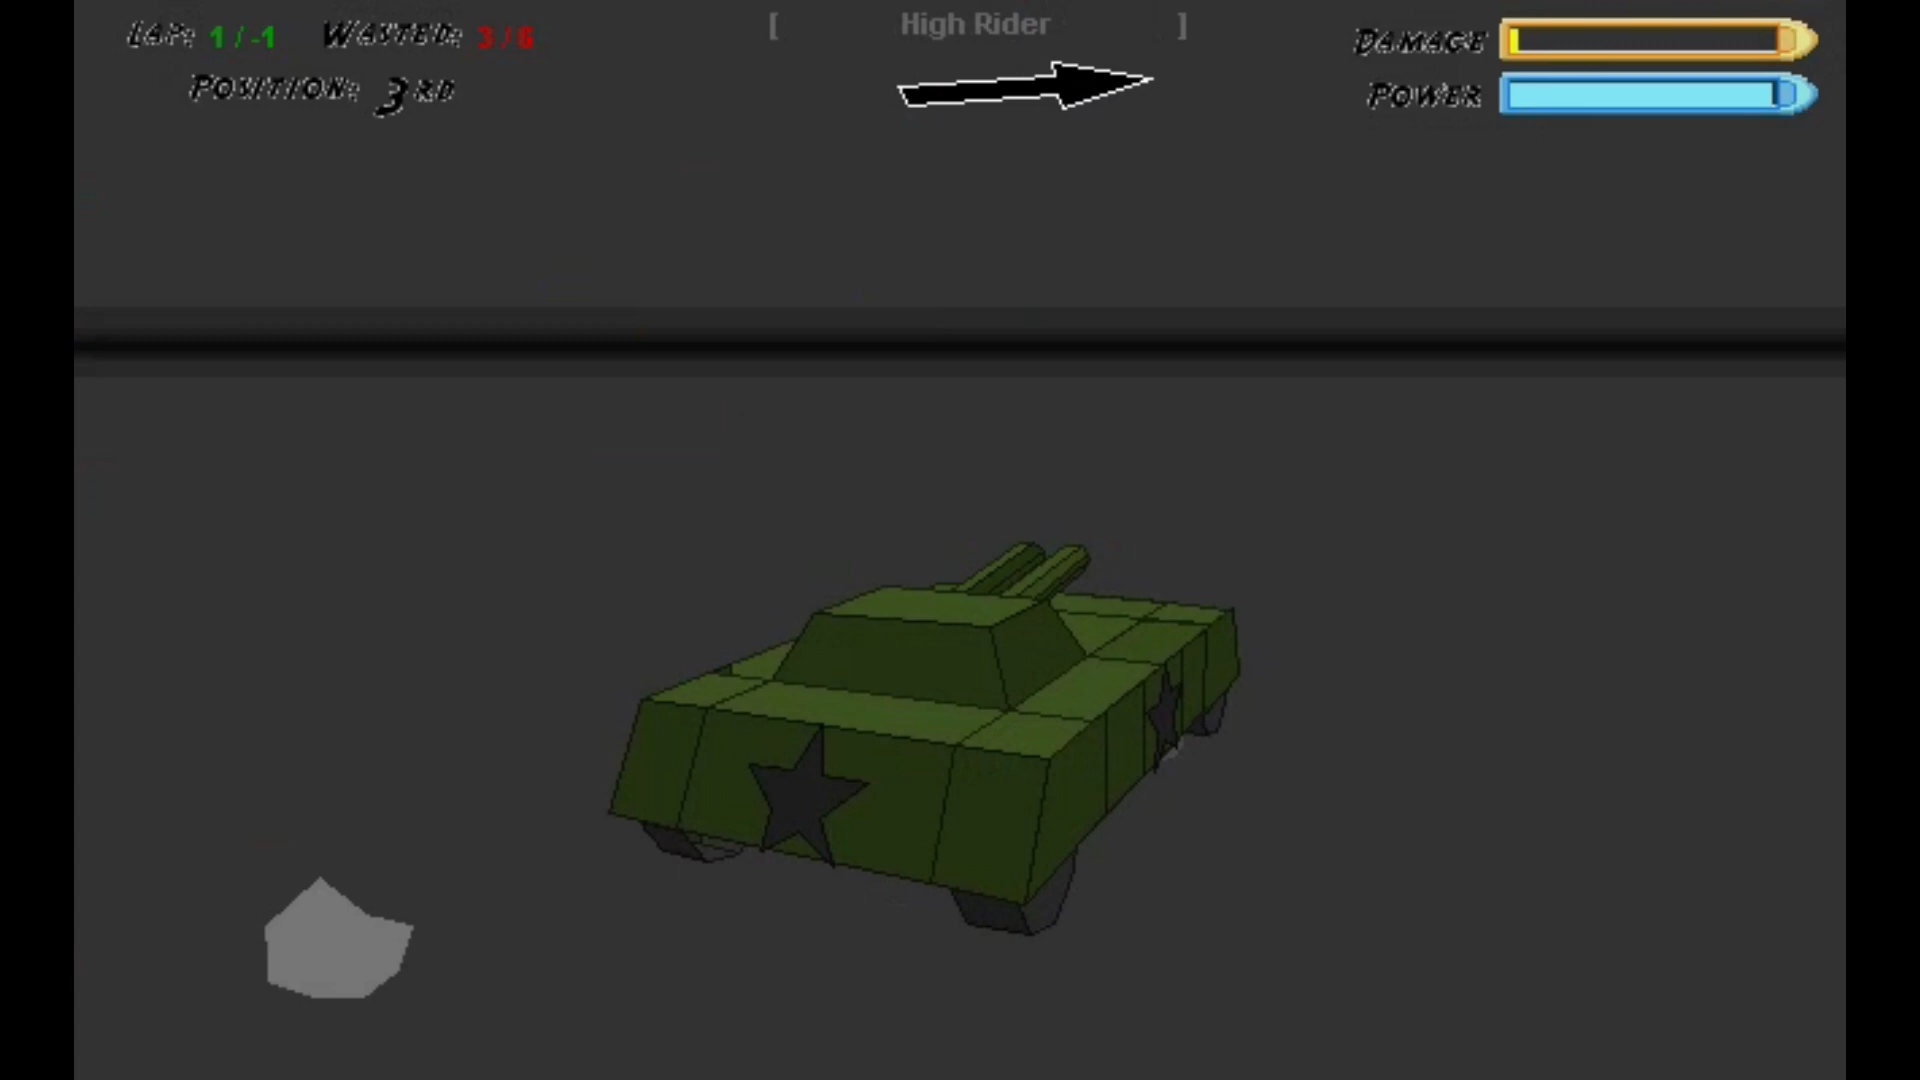 LAP: 1 / -1 WASTED: 3 / 6 [ High Rider ] DAMAGE
POSITION: 3RD POWER